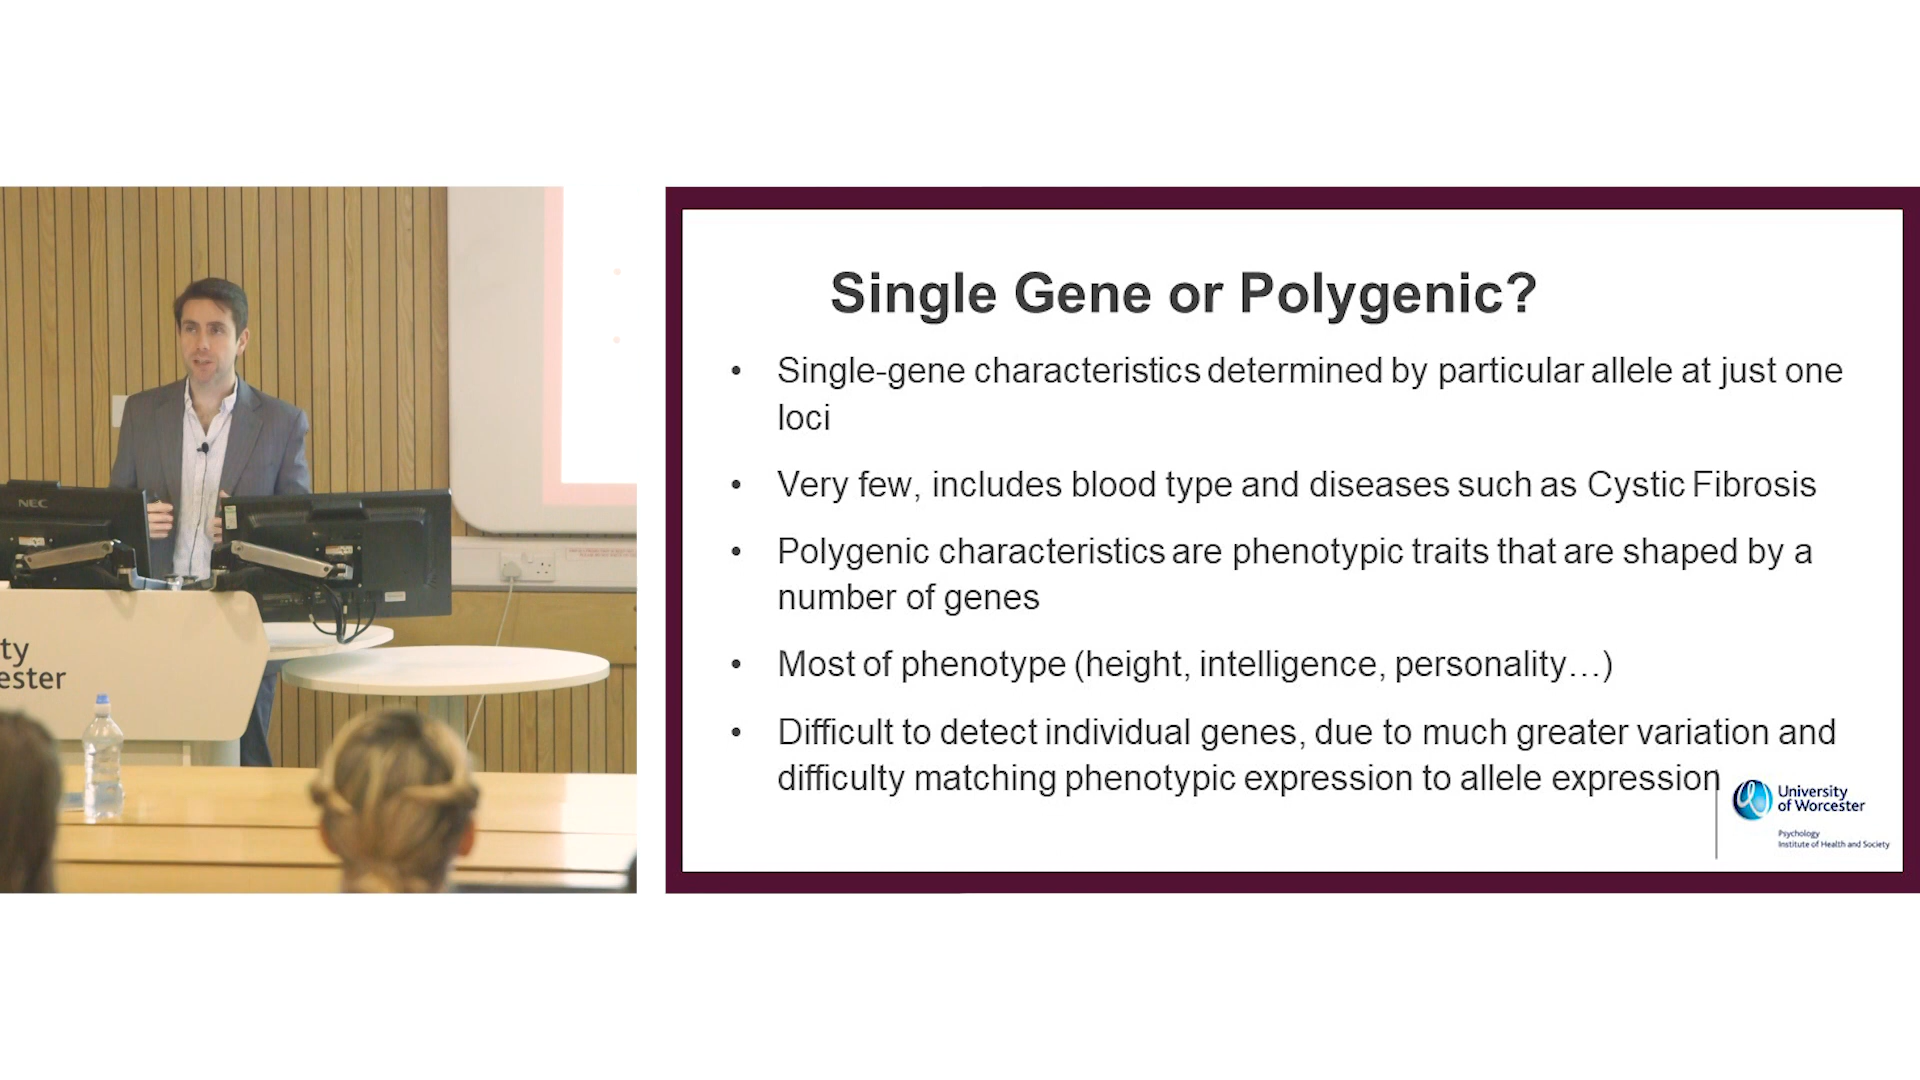 NEC
ty
ester
Single Gene or Polygenic?
• Single-gene characteristics determined by particular allele at just one
loci
• Very few, includes blood type and diseases such as Cystic Fibrosis
• Polygenic characteristics are phenotypic traits that are shaped by a
number of genes
• Most of phenotype (height, intelligence, personality…)
• Difficult to detect individual genes, due to much greater variation and
difficulty matching phenotypic expression to allele expression
University
of Worcester
Psychology
Institute of Health and Society